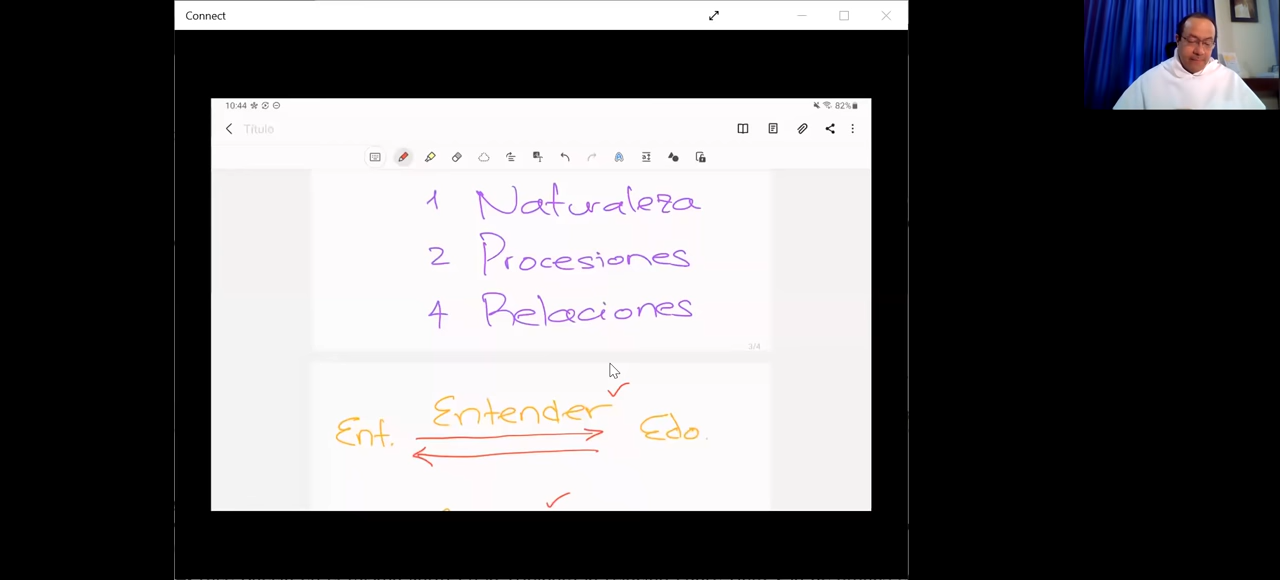 Connect
10:44
82%
Título
1 Naturaleza
2 Procesiones
4 Relaciones
3/4
Entender
Ent. Edo.